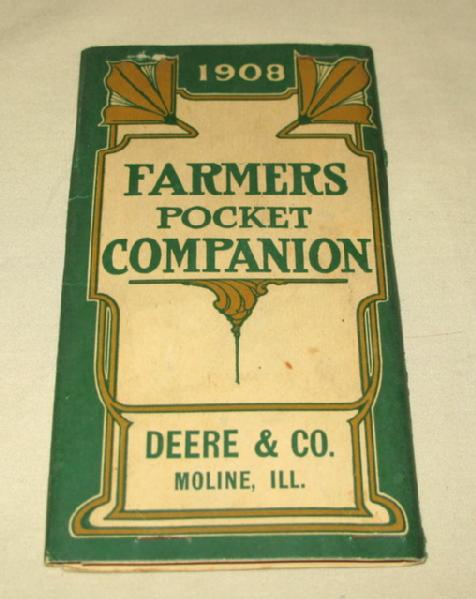 1908
FARMERS
POCKET
COMPANION
DEERE & CO.
MOLINE, ILL.